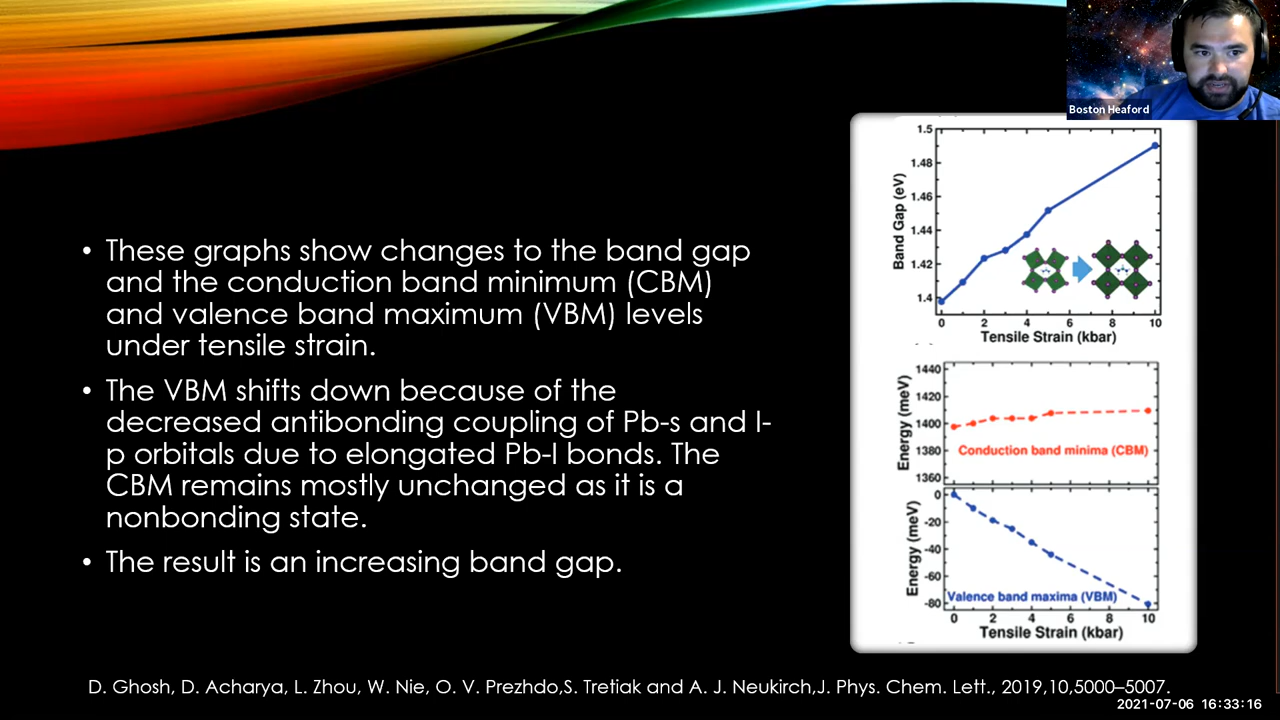 Boston Heaford
• These graphs show changes to the band gap
and the conduction band minimum (CBM)
and valence band maximum (VBM) levels
under tensile strain.
• The VBM shifts down because of the
decreased antibonding coupling of Pb-s and I-
p orbitals due to elongated Pb-I bonds. The
CBM remains mostly unchanged as it is a
nonbonding state.
• The result is an increasing band gap.
1.5
1.48
1.46
1.44
1.42
1.4
Band Gap (eV)
0 2 4 6 8 10
Tensile Strain (kbar)
1440
1420
1400
1380
1360
Energy (meV)
Conduction band minima (CBM)
0
-20
-40
-60
-80
Energy (meV)
Valence band maxima (VBM)
0 2 4 6 8 10
Tensile Strain (kbar)
D. Ghosh, D. Acharya, L. Zhou, W. Nie, O. V. Prezhdo,S. Tretiak and A. J. Neukirch,J. Phys. Chem. Lett., 2019,10,5000–5007.
2021-07-06 16:33:16